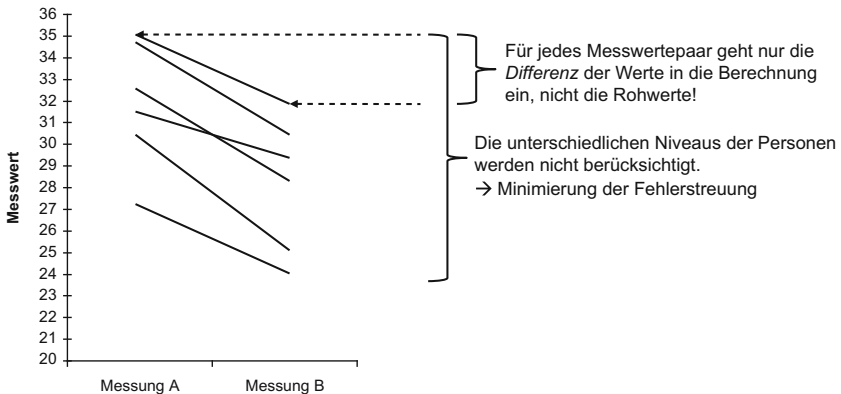 36
35
34
33
32
31
30
29
28
27
26
25
24
23
22
21
20
Messwert
Messung A
Messung B
Für jedes Messwertepaar geht nur die
Differenz der Werte in die Berechnung
ein, nicht die Rohwerte!
Die unterschiedlichen Niveaus der Personen
werden nicht berücksichtigt.
→ Minimierung der Fehlerstreuung